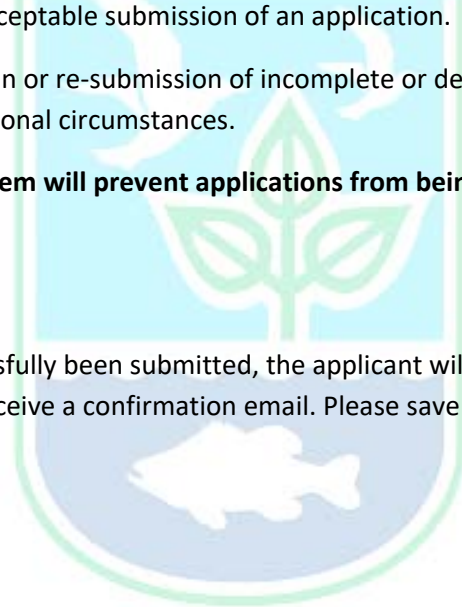 ceptable submission of an application.
n or re-submission of incomplete or de
onal circumstances.
em will prevent applications from bein
sfully been submitted, the applicant wil
ceive a confirmation email. Please save